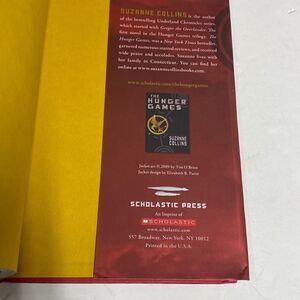 SUZANNE COLLINS is the author
of the bestselling Underland Chronicles series,
which started with Gregor the Overlander. The
first novel in the Hunger Games trilogy, The
Hunger Games, was a New York Times bestseller,
garnered numerous starred reviews, and received
wide praise and accolades. Suzanne lives with
her family in Connecticut. You can find her
online at www.suzannecollinsbooks.com.
www.scholastic.com/thehungergames
THE
HUNGER
GAMES
SUZANNE
COLLINS
Jacket art © 2009 by Tim O'Brien
Jacket design by Elizabeth B. Parisi
SCHOLASTIC PRESS
An Imprint of
SCHOLASTIC
www.scholastic.com
557 Broadway, New York, NY 10012
Printed in the U.S.A.